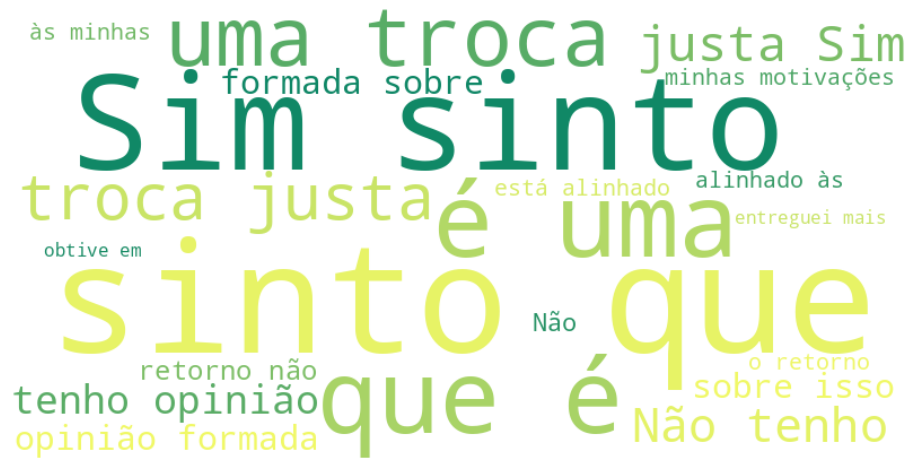 às minhas
uma troca
justa Sim
formada sobre
minhas motivações
Sim sinto
troca justa
está alinhado
alinhado às
é uma
entreguei mais
obtive em
sinto que
Não
retorno não
o retorno
tenho opinião
que é
sobre isso
opinião formada
Não tenho